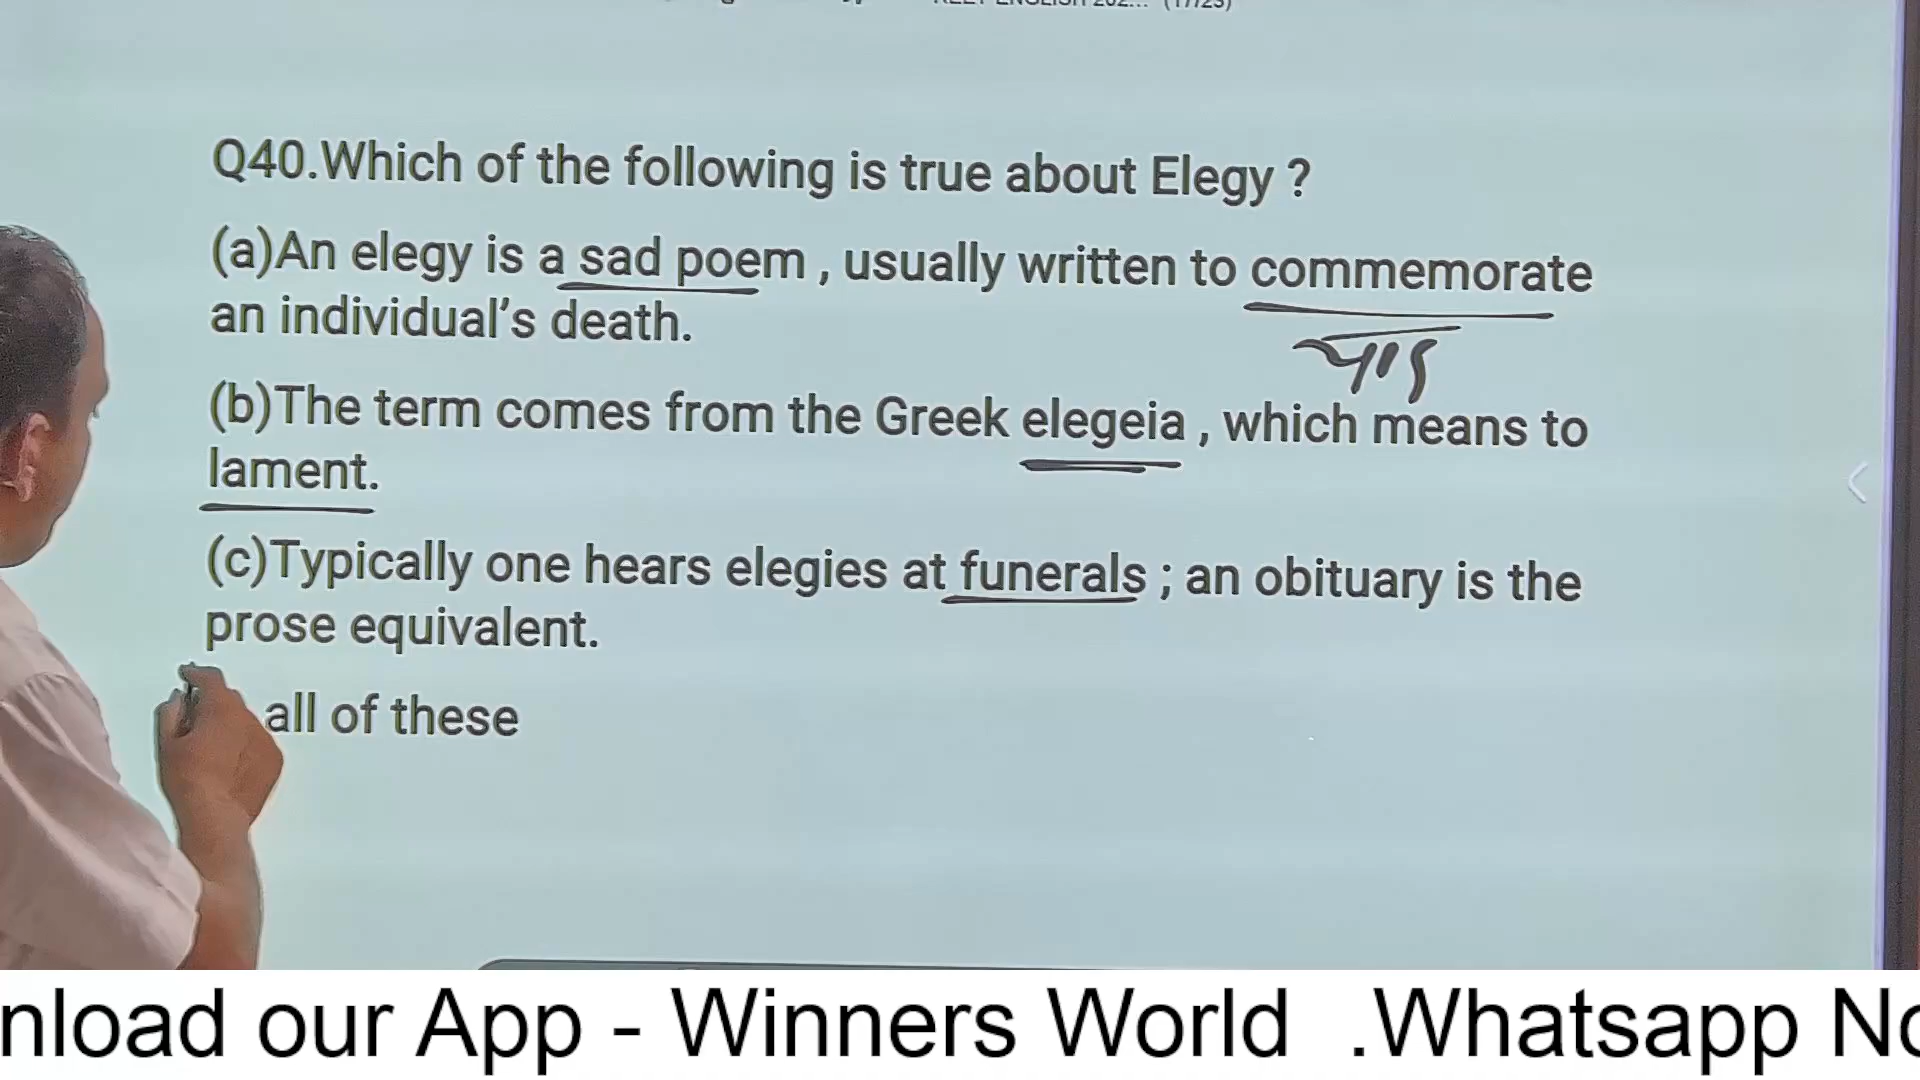 Q40.Which of the following is true about Elegy ?
(a)An elegy is a sad poem , usually written to commemorate
an individual's death.
याद
(b)The term comes from the Greek elegeia , which means to
lament.
(c)Typically one hears elegies at funerals ; an obituary is the
prose equivalent.
all of these
nload our App - Winners World .Whatsapp No